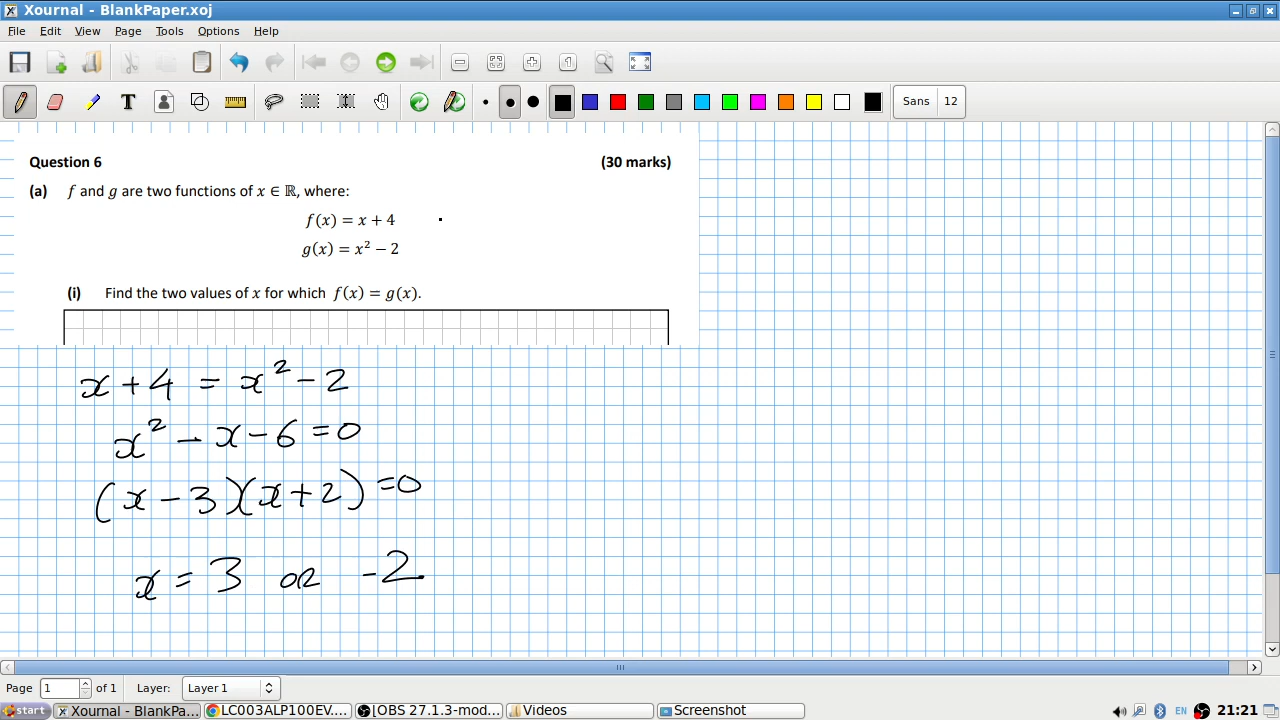 Xournal - BlankPaper.xoj
File Edit View Page Tools Options Help
Sans 12
Question 6 (30 marks)
(a) f and g are two functions of x ∈ ℝ, where:
f(x) = x + 4
g(x) = x² − 2
(i) Find the two values of x for which f(x) = g(x).
x + 4 = x² − 2
x² − x − 6 = 0
(x − 3)(x + 2) = 0
x = 3 or −2
Page 1 of 1 Layer: Layer 1
start Xournal - BlankPa... LC003ALP100EV.... [OBS 27.1.3-mod... Videos Screenshot EN 21:21